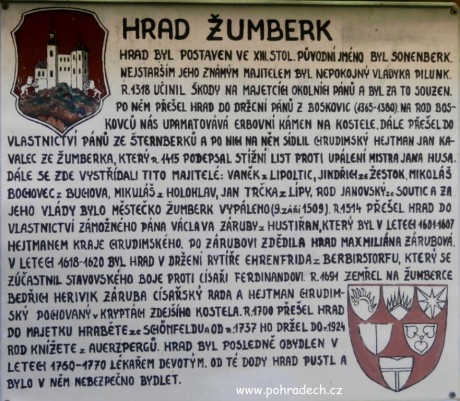 HRAD ŽUMBERK
HRAD BYL POSTAVEN VE XIII. STOL. PŮVODNÍ JMÉNO BYL SONENBERK.
NEJSTARŠÍM JEHO ZNÁMÝM MAJITELEM BYL NEPOKOJNÝ VLADYKA PILUNK.
R. 1318 UČINIL ŠKODY NA MAJETCÍCH OKOLNÍCH PÁNŮ A BYL ZA TO SOUZEN.
PO NĚM PŘEŠEL HRAD DO DRŽENÍ PÁNŮ Z BOSKOVIC (1365-1380) NA ROD BOS-
KOVCŮ NÁS UPAMATOVÁVÁ ERBOVNÍ KÁMEN NA KOSTELE. DÁLE PŘEŠEL DO
VLASTNICTVÍ PÁNŮ ZE ŠTERNBERKŮ A PO NICH NA NĚM SÍDLIL CHRUDIMSKÝ HEJTMAN JAN KA-
VALEC ZE ŽUMBERKA, KTERÝ R. 1415 PODEPSAL STÍŽNÍ LIST PROTI UPÁLENÍ MISTRA JANA HUSA.
DÁLE SE ZDE VYSTŘÍDALI TITO MAJITELÉ: VANĚK Z LIPOLTIC, JINDŘICH ZE ŽESTOK, MIKOLÁŠ
BOCHOVEC Z BUCHOVA, MIKULÁŠ Z HOLOHLAV, JAN TRČKA Z LÍPY, ROD JANOVSKÝ ZE SOUTIC A ZA
JEHO VLÁDY BYLO MĚSTEČKO ŽUMBERK VYPÁLENO (9. září 1509). R. 1514 PŘEŠEL HRAD DO
VLASTNICTVÍ ZÁMOŽNÉHO PÁNA VÁCLAVA ZÁRUBY Z HUSTÍŘAN, KTERÝ BYL V LETECH 1601-1607
HEJTMANEM KRAJE CHRUDIMSKÉHO. PO ZÁRUBOVI ZDĚDILA HRAD MAXMILIÁNA ZÁRUBOVÁ.
V LETECH 1618-1620 BYL HRAD V DRŽENÍ RYTÍŘE EHRENFRIDA Z BERBIRSTORFU, KTERÝ SE
ZÚČASTNIL STAVOVSKÉHO BOJE PROTI CÍSAŘI FERDINANDOVI. R. 1691 ZEMŘEL NA ŽUMBERCE
BEDŘICH HERIVIK ZÁRUBA CÍSAŘSKÝ RADA A HEJTMAN CHRUDIM-
SKÝ POCHOVANÝ V KRYPTÁCH ZDEJŠÍHO KOSTELA. R. 1700 PŘEŠEL HRAD
DO MAJETKU HRABĚTE ZE SCHÖNFELDU A OD R. 1737 HO DRŽEL DO R. 1924
ROD KNÍŽETE Z AUERZPERGŮ. HRAD BYL POSLEDNĚ OBYDLEN V
LETECH 1760-1770 LÉKAŘEM DEVOTÝM. OD TÉ DOBY HRAD PUSTL A
BYLO V NĚM NEBEZPEČNO BYDLET.
www.pohradech.cz